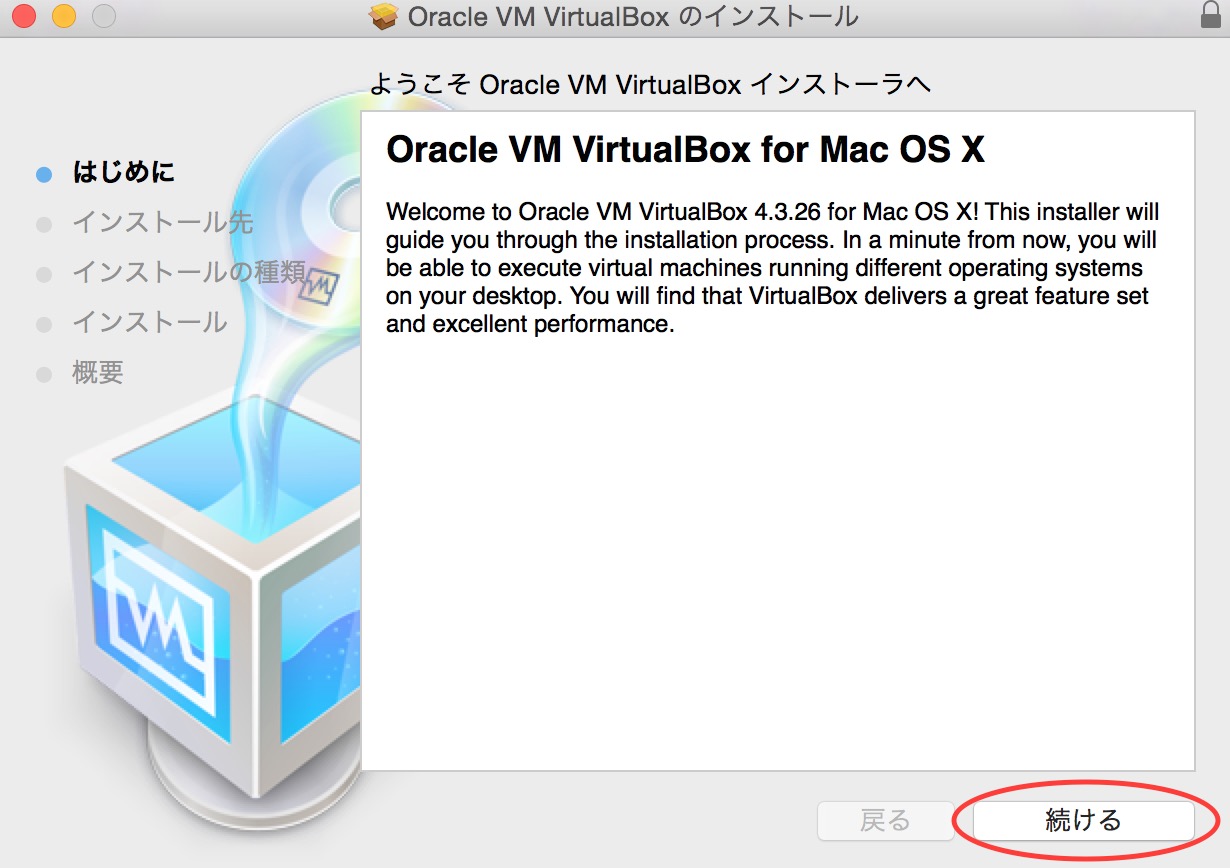 Oracle VM VirtualBox のインストール
ようこそ Oracle VM VirtualBox インストーラへ
はじめに
インストール先
インストールの種類
インストール
概要
Oracle VM VirtualBox for Mac OS X
Welcome to Oracle VM VirtualBox 4.3.26 for Mac OS X! This installer will
guide you through the installation process. In a minute from now, you will
be able to execute virtual machines running different operating systems
on your desktop. You will find that VirtualBox delivers a great feature set
and excellent performance.
戻る
続ける